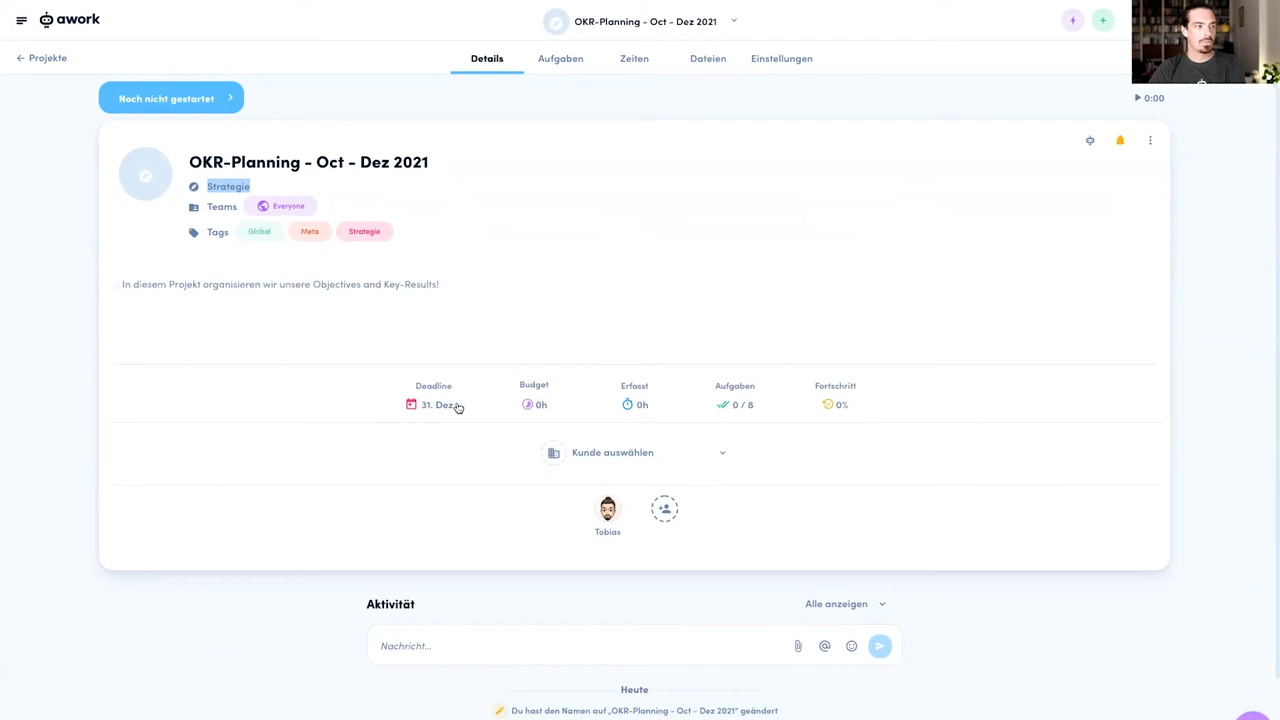 awork
OKR-Planning - Oct - Dez 2021
Projekte
Details
Aufgaben
Zeiten
Dateien
Einstellungen
Noch nicht gestartet
0:00
OKR-Planning - Oct - Dez 2021
Strategie
Teams
Everyone
Tags
Global
Meta
Strategie
In diesem Projekt organisieren wir unsere Objectives and Key-Results!
Deadline
Budget
Erfasst
Aufgaben
Fortschritt
31. Dez.
0h
0h
0 / 8
0%
Kunde auswählen
Tobias
Aktivität
Alle anzeigen
Nachricht...
Heute
Du hast den Namen auf „OKR-Planning - Oct - Dez 2021" geändert